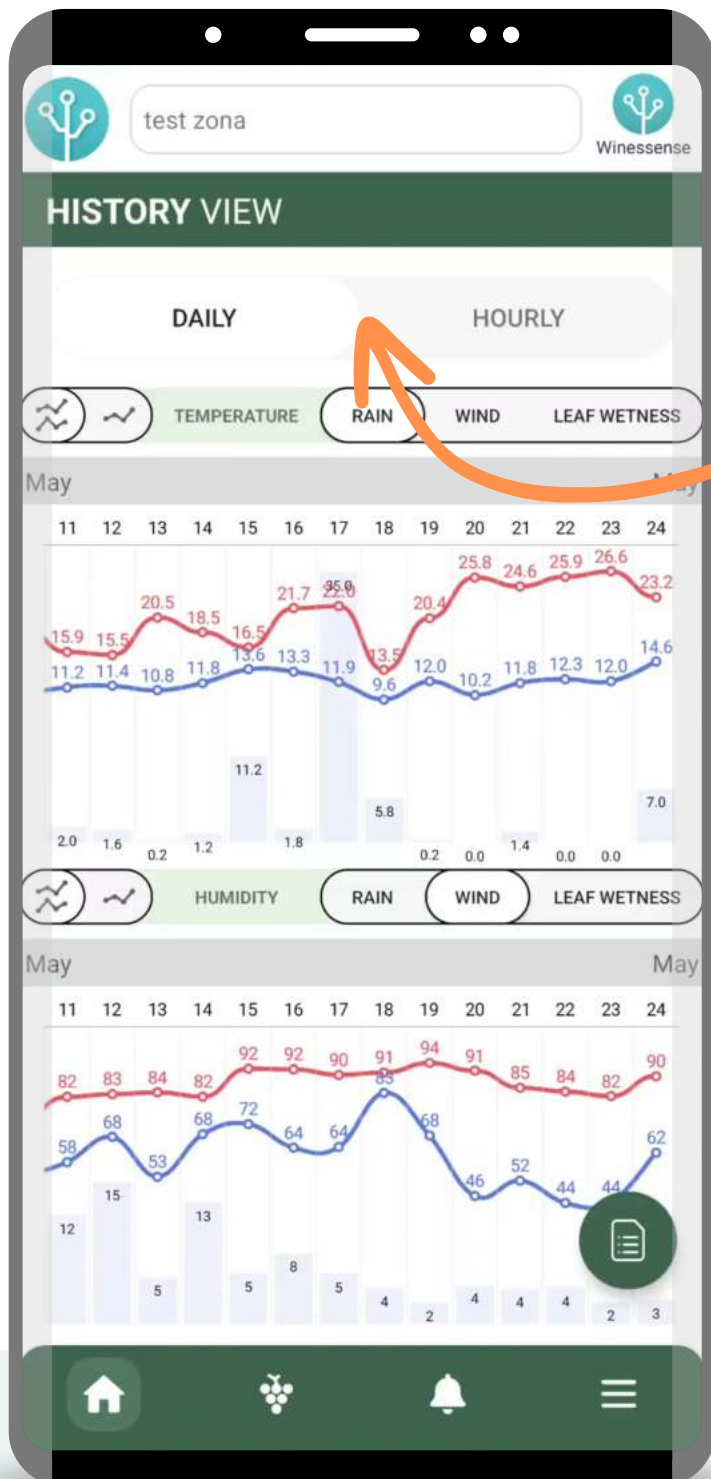 test zona
Winessense
HISTORY VIEW
DAILY HOURLY
TEMPERATURE RAIN WIND LEAF WETNESS
May May
11 12 13 14 15 16 17 18 19 20 21 22 23 24
15.9 15.5 20.5 18.5 16.5 21.7 22.0 13.5 20.4 25.8 24.6 25.9 26.6 23.2
11.2 11.4 10.8 11.8 13.6 13.3 11.9 9.6 12.0 10.2 11.8 12.3 12.0 14.6
2.0 1.6 0.2 1.2 11.2 1.8 35.0 5.8 0.2 0.0 1.4 0.0 0.0 7.0
HUMIDITY RAIN WIND LEAF WETNESS
May May
11 12 13 14 15 16 17 18 19 20 21 22 23 24
82 83 84 82 92 92 90 91 94 91 85 84 82 90
58 68 53 68 72 64 64 85 68 46 52 44 44 62
12 15 5 13 5 8 5 4 2 4 4 4 2 3